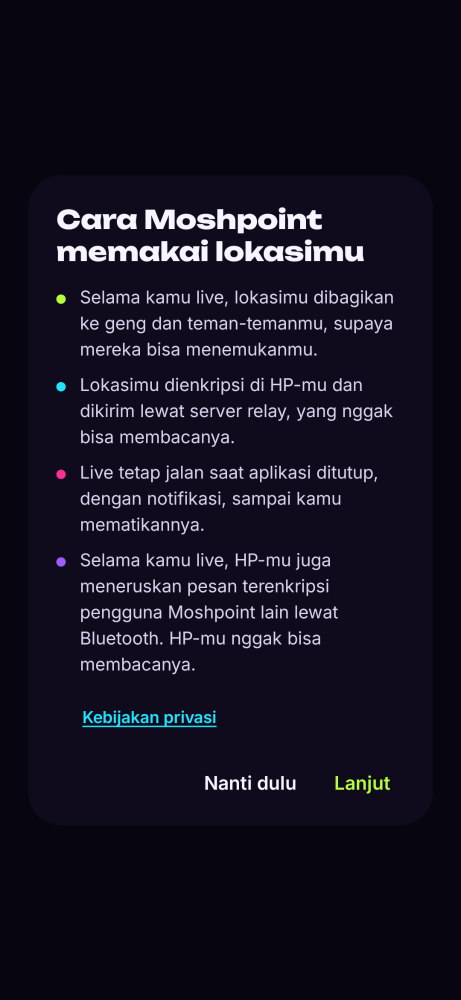 Cara Moshpoint
memakai lokasimu
Selama kamu live, lokasimu dibagikan
ke geng dan teman-temanmu, supaya
mereka bisa menemukanmu.
Lokasimu dienkripsi di HP-mu dan
dikirim lewat server relay, yang nggak
bisa membacanya.
Live tetap jalan saat aplikasi ditutup,
dengan notifikasi, sampai kamu
mematikannya.
Selama kamu live, HP-mu juga
meneruskan pesan terenkripsi
pengguna Moshpoint lain lewat
Bluetooth. HP-mu nggak bisa
membacanya.
Kebijakan privasi
Nanti dulu Lanjut